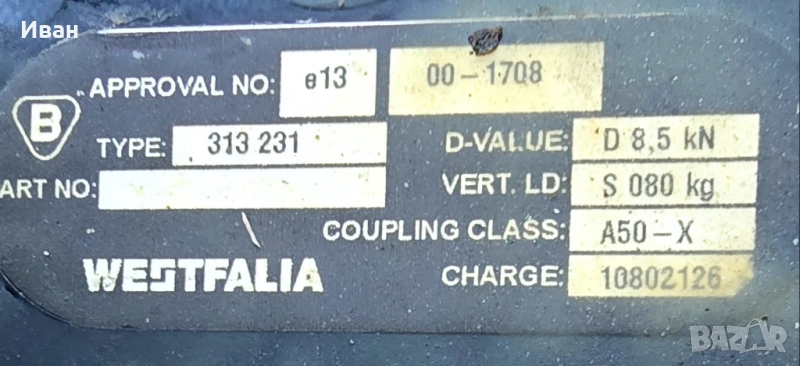 Иван
APPROVAL NO: e13 00-1708
B
TYPE: 313 231
D-VALUE: D 8,5 kN
ART NO:
VERT. LD: S 080 kg
COUPLING CLASS: A50-X
WESTFALIA
CHARGE: 10802126
BAZAR